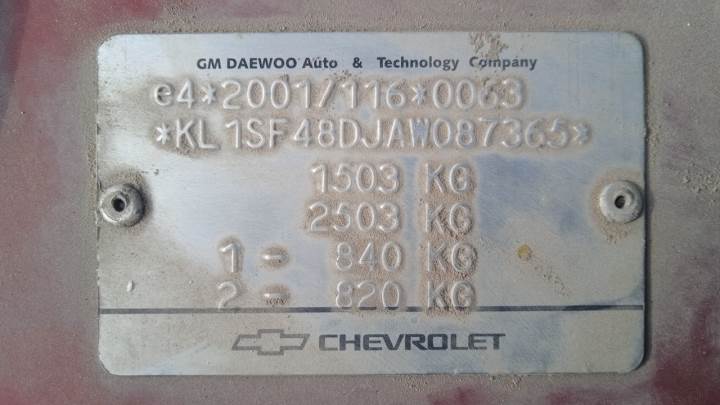 GM DAEWOO Auto & Technology Company
e4*2001/116*0063
*KL1SF48DJAW087365*
1503 KG
2503 KG
1 - 840 KG
2 - 820 KG
CHEVROLET